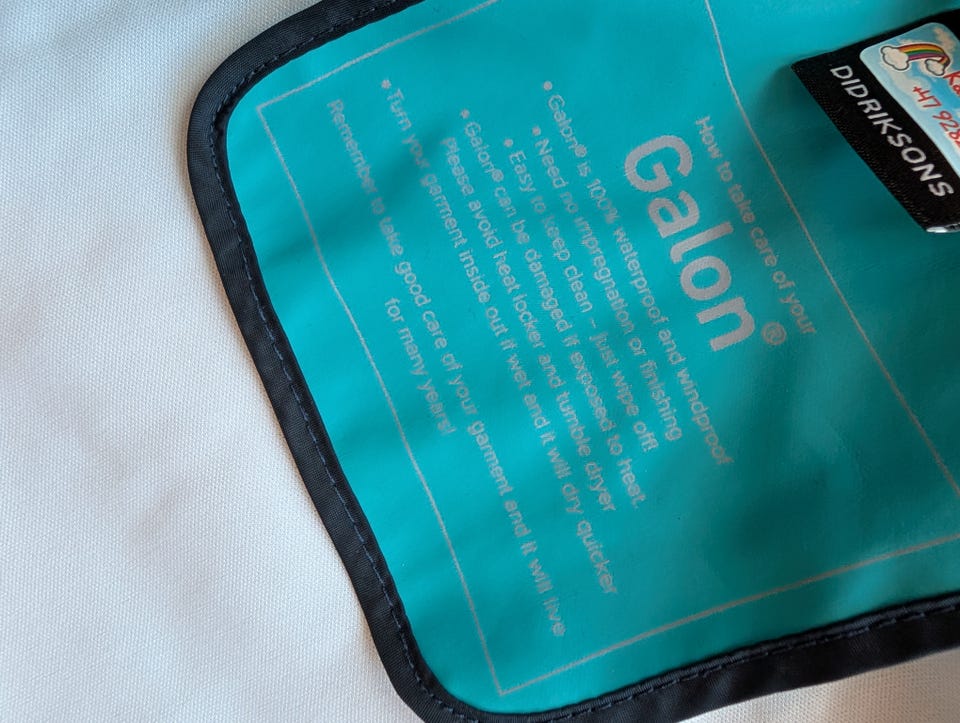 How to take care of your
Galon®
• Galon® is 100% waterproof and windproof
• Need no impregnation or finishing
• Easy to keep clean – just wipe off!
• Galon® can be damaged if exposed to heat.
Please avoid heat locker and tumble dryer
• Turn your garment inside out if wet and it will dry quicker
Remember to take good care of your garment and it will live
for many years!
DIDRIKSONS